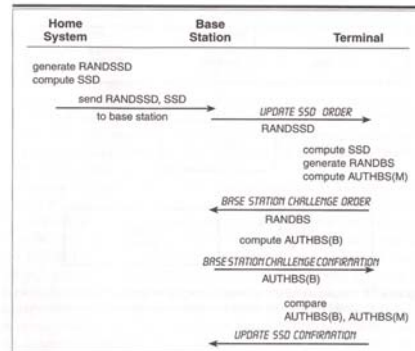 Home System
Base Station
Terminal
generate RANDSSD
compute SSD
send RANDSSD, SSD
to base station
UPDATE SSD ORDER
RANDSSD
compute SSD
generate RANDBS
compute AUTHBS(M)
BASE STATION CHALLENGE ORDER
RANDBS
compute AUTHBS(B)
BASE STATION CHALLENGE CONFIRMATION
AUTHBS(B)
compare
AUTHBS(B), AUTHBS(M)
UPDATE SSD CONFIRMATION